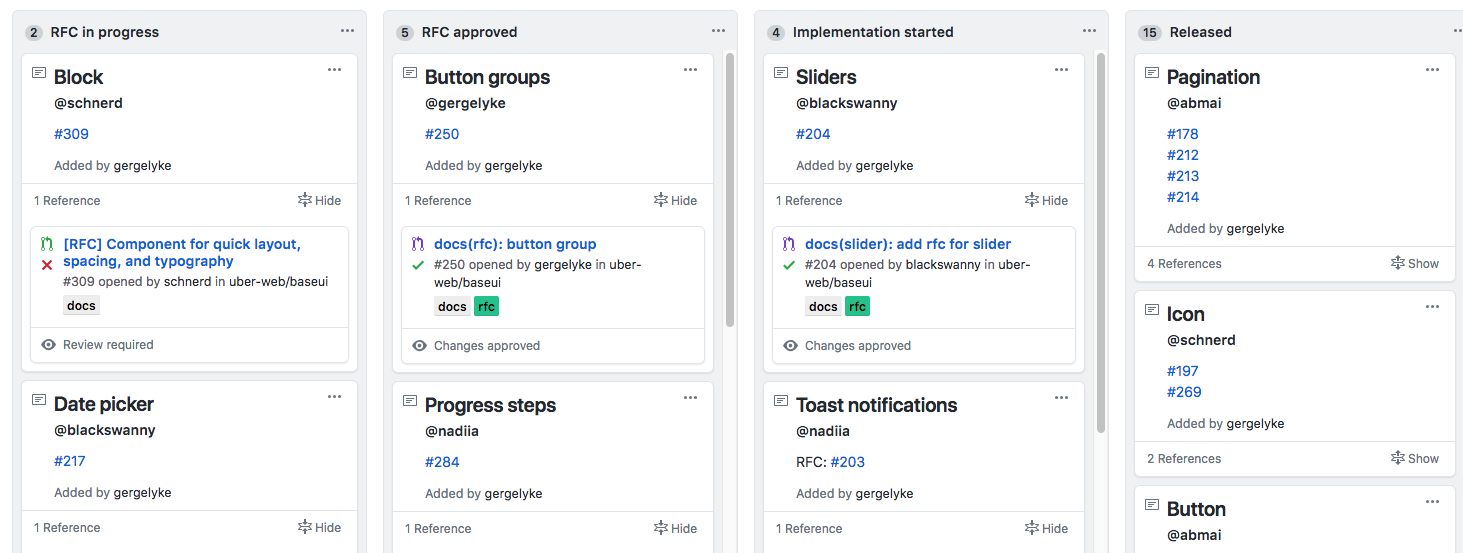 2 RFC in progress
Block
@schnerd
#309
Added by gergelyke
1 Reference
Hide
[RFC] Component for quick layout,
spacing, and typography
#309 opened by schnerd in uber-web/baseui
docs
Review required
Date picker
@blackswanny
#217
Added by gergelyke
1 Reference
Hide
5 RFC approved
Button groups
@gergelyke
#250
Added by gergelyke
1 Reference
Hide
docs(rfc): button group
#250 opened by gergelyke in uber-
web/baseui
docs rfc
Changes approved
Progress steps
@nadiia
#284
Added by gergelyke
1 Reference
Hide
4 Implementation started
Sliders
@blackswanny
#204
Added by gergelyke
1 Reference
Hide
docs(slider): add rfc for slider
#204 opened by blackswanny in uber-
web/baseui
docs rfc
Changes approved
Toast notifications
@nadiia
RFC: #203
Added by gergelyke
1 Reference
Hide
15 Released
Pagination
@abmai
#178
#212
#213
#214
Added by gergelyke
4 References
Show
Icon
@schnerd
#197
#269
Added by gergelyke
2 References
Show
Button
@abmai